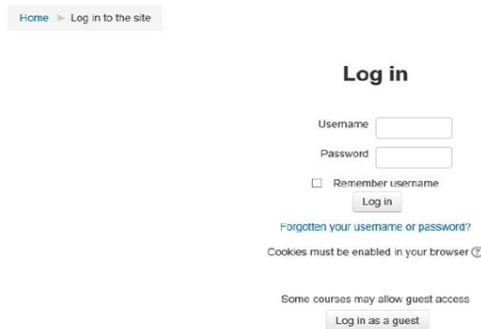 Home ► Log in to the site
Log in
Username
Password
Remember username
Log in
Forgotten your username or password?
Cookies must be enabled in your browser
Some courses may allow guest access
Log in as a guest